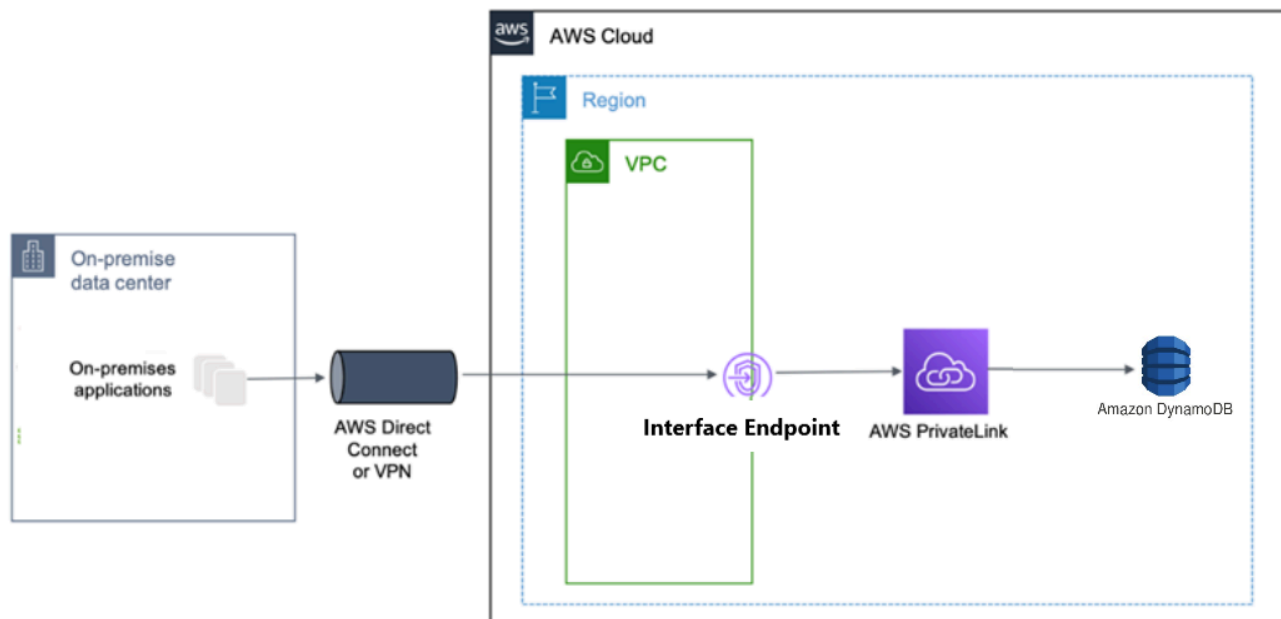 aws
AWS Cloud
Region
VPC
On-premise
data center
On-premises
applications
AWS Direct
Connect
or VPN
Interface Endpoint
AWS PrivateLink
Amazon DynamoDB